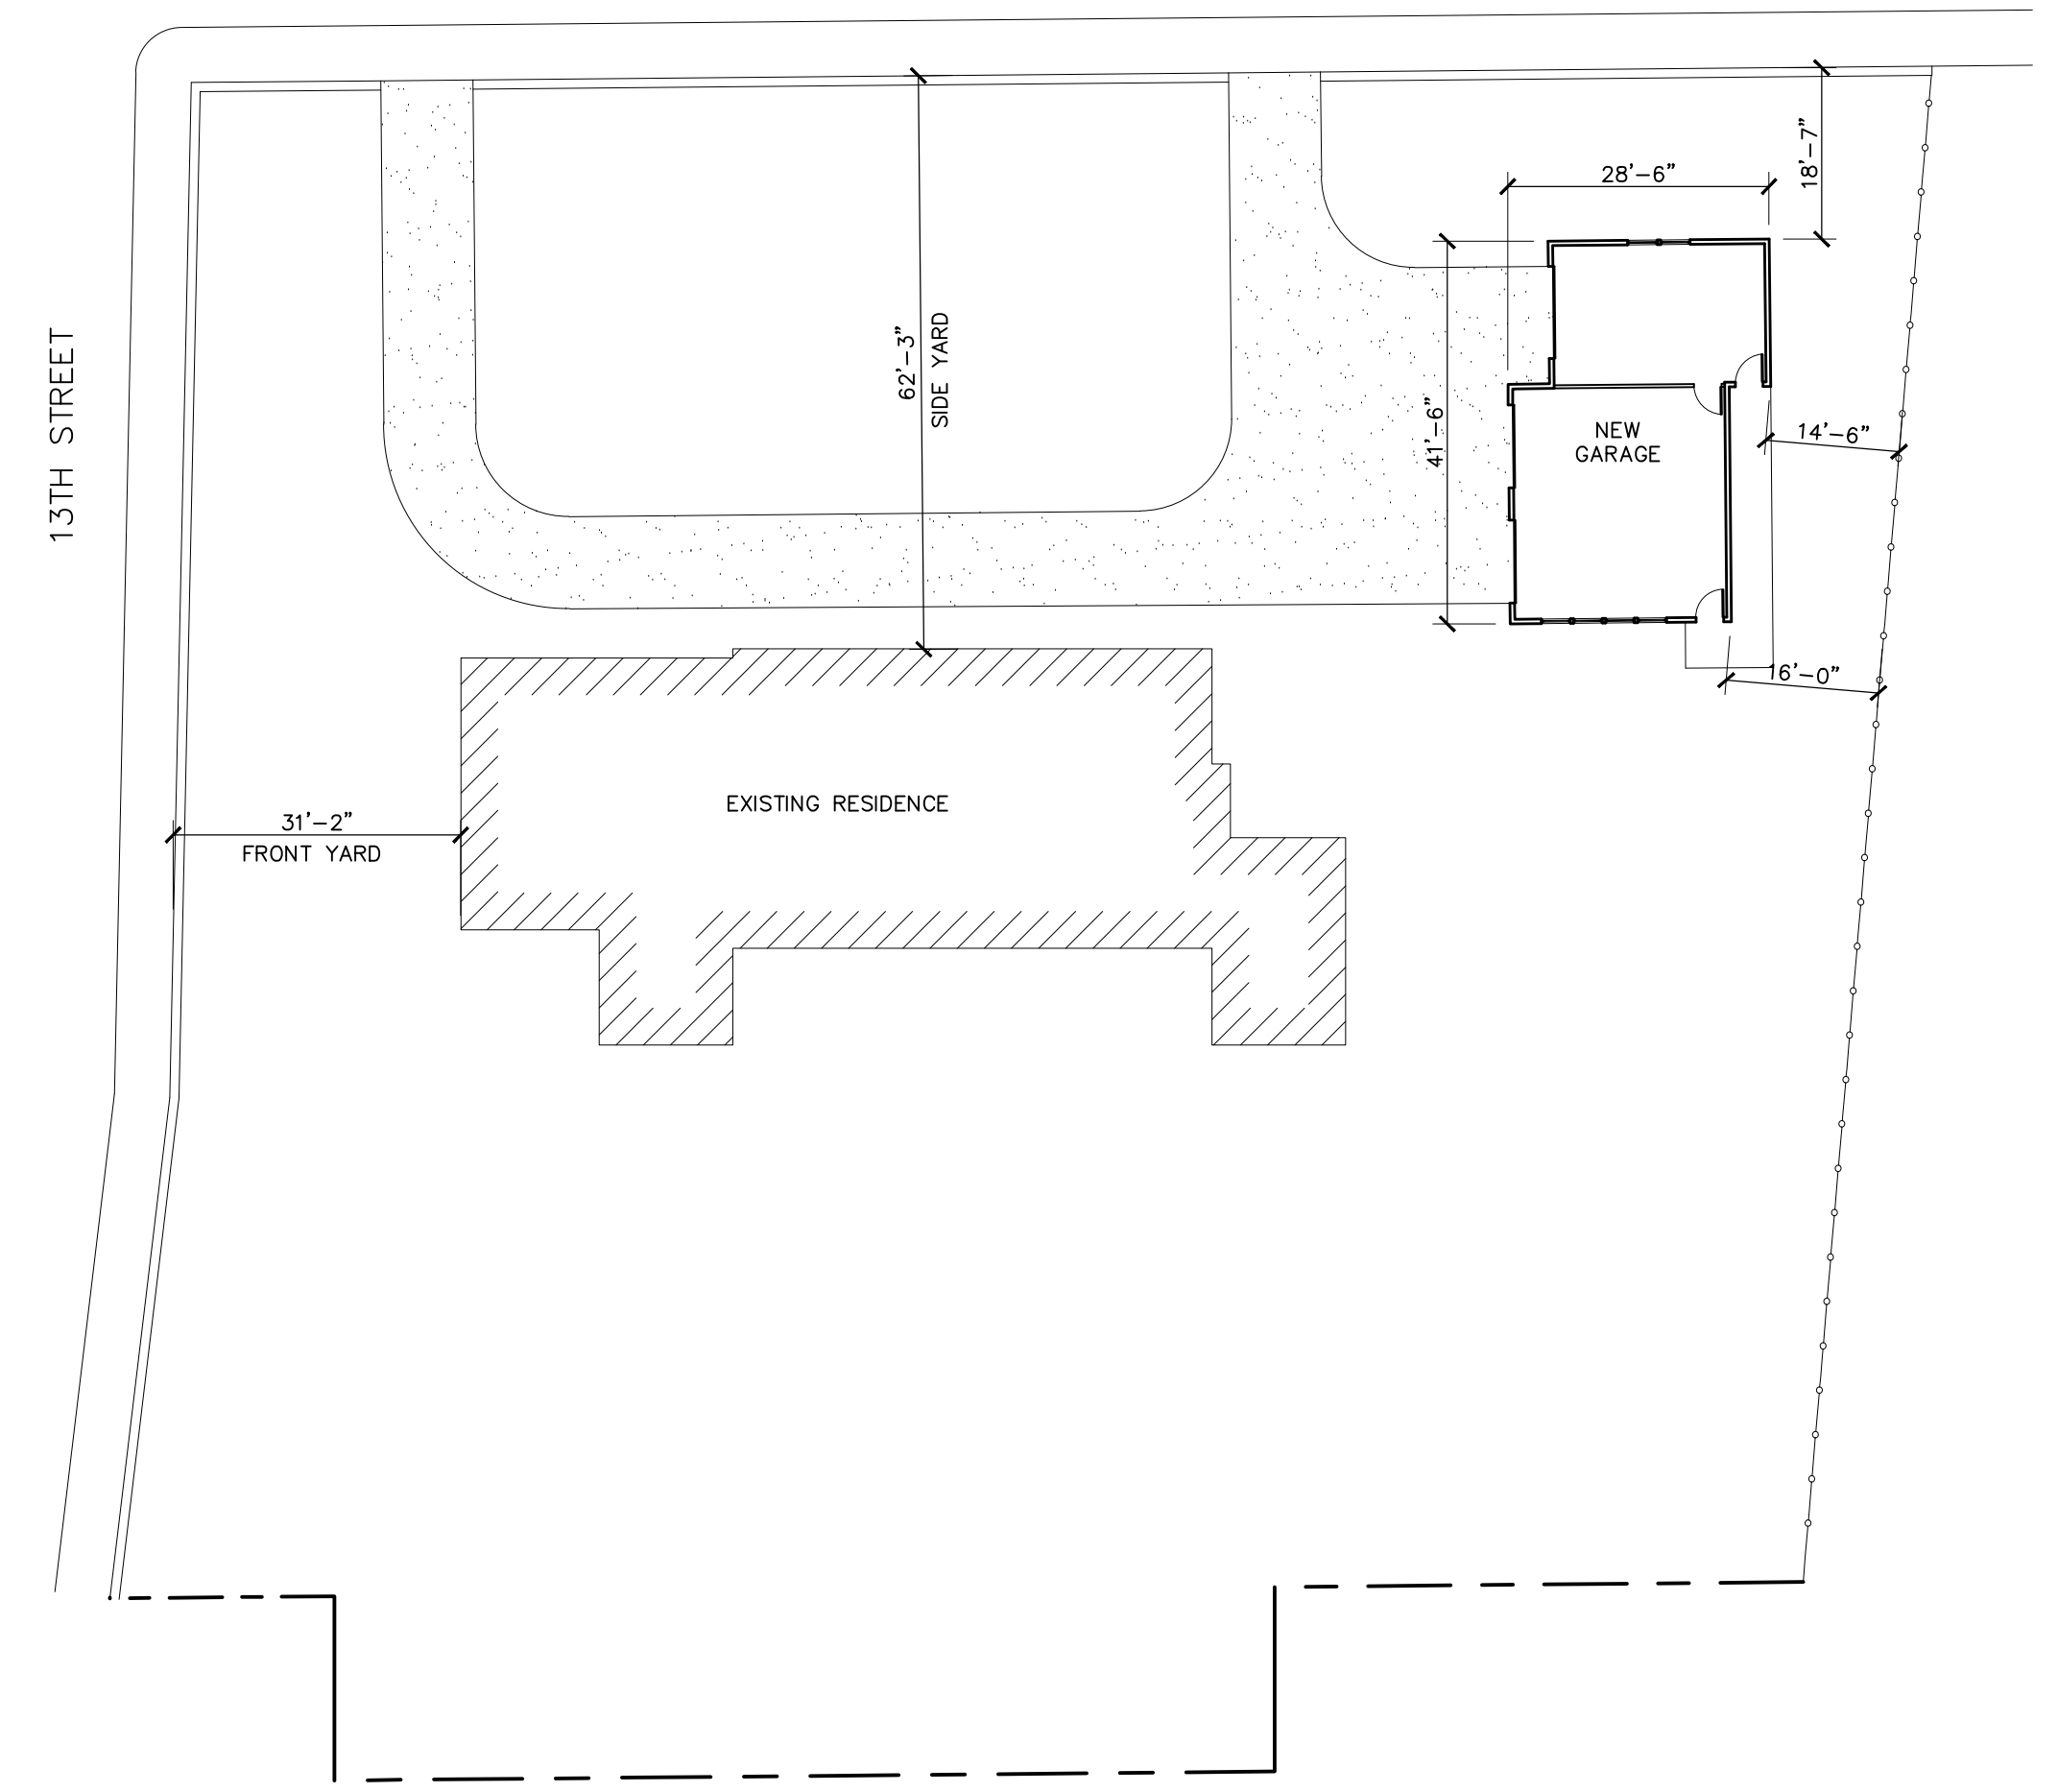 18'-7"
28'-6"
13TH STREET
62'-3"
SIDE YARD
41'-6"
NEW
GARAGE
14'-6"
16'-0"
EXISTING RESIDENCE
31'-2"
FRONT YARD